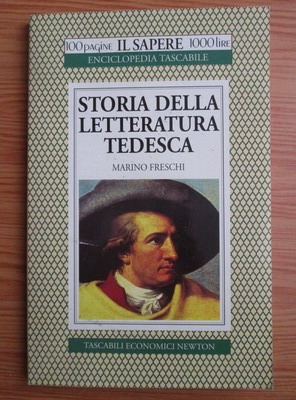 100 pagine IL SAPERE 1000 lire
ENCICLOPEDIA TASCABILE
STORIA DELLA
LETTERATURA
TEDESCA
MARINO FRESCHI
TASCABILI ECONOMICI NEWTON